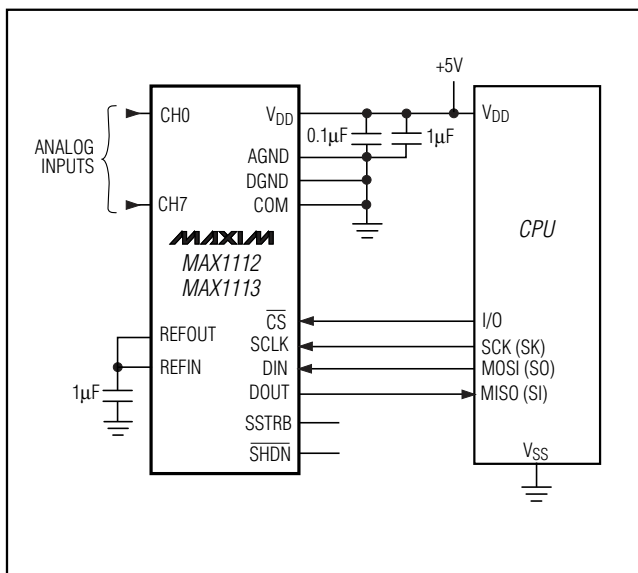 +5V
CH0
VDD
VDD
0.1µF
1µF
ANALOG
INPUTS
AGND
DGND
CH7
COM
CPU
MAXIM
MAX1112
MAX1113
CS
I/O
REFOUT
SCLK
SCK (SK)
REFIN
DIN
MOSI (SO)
1µF
DOUT
MISO (SI)
SSTRB
SHDN
VSS